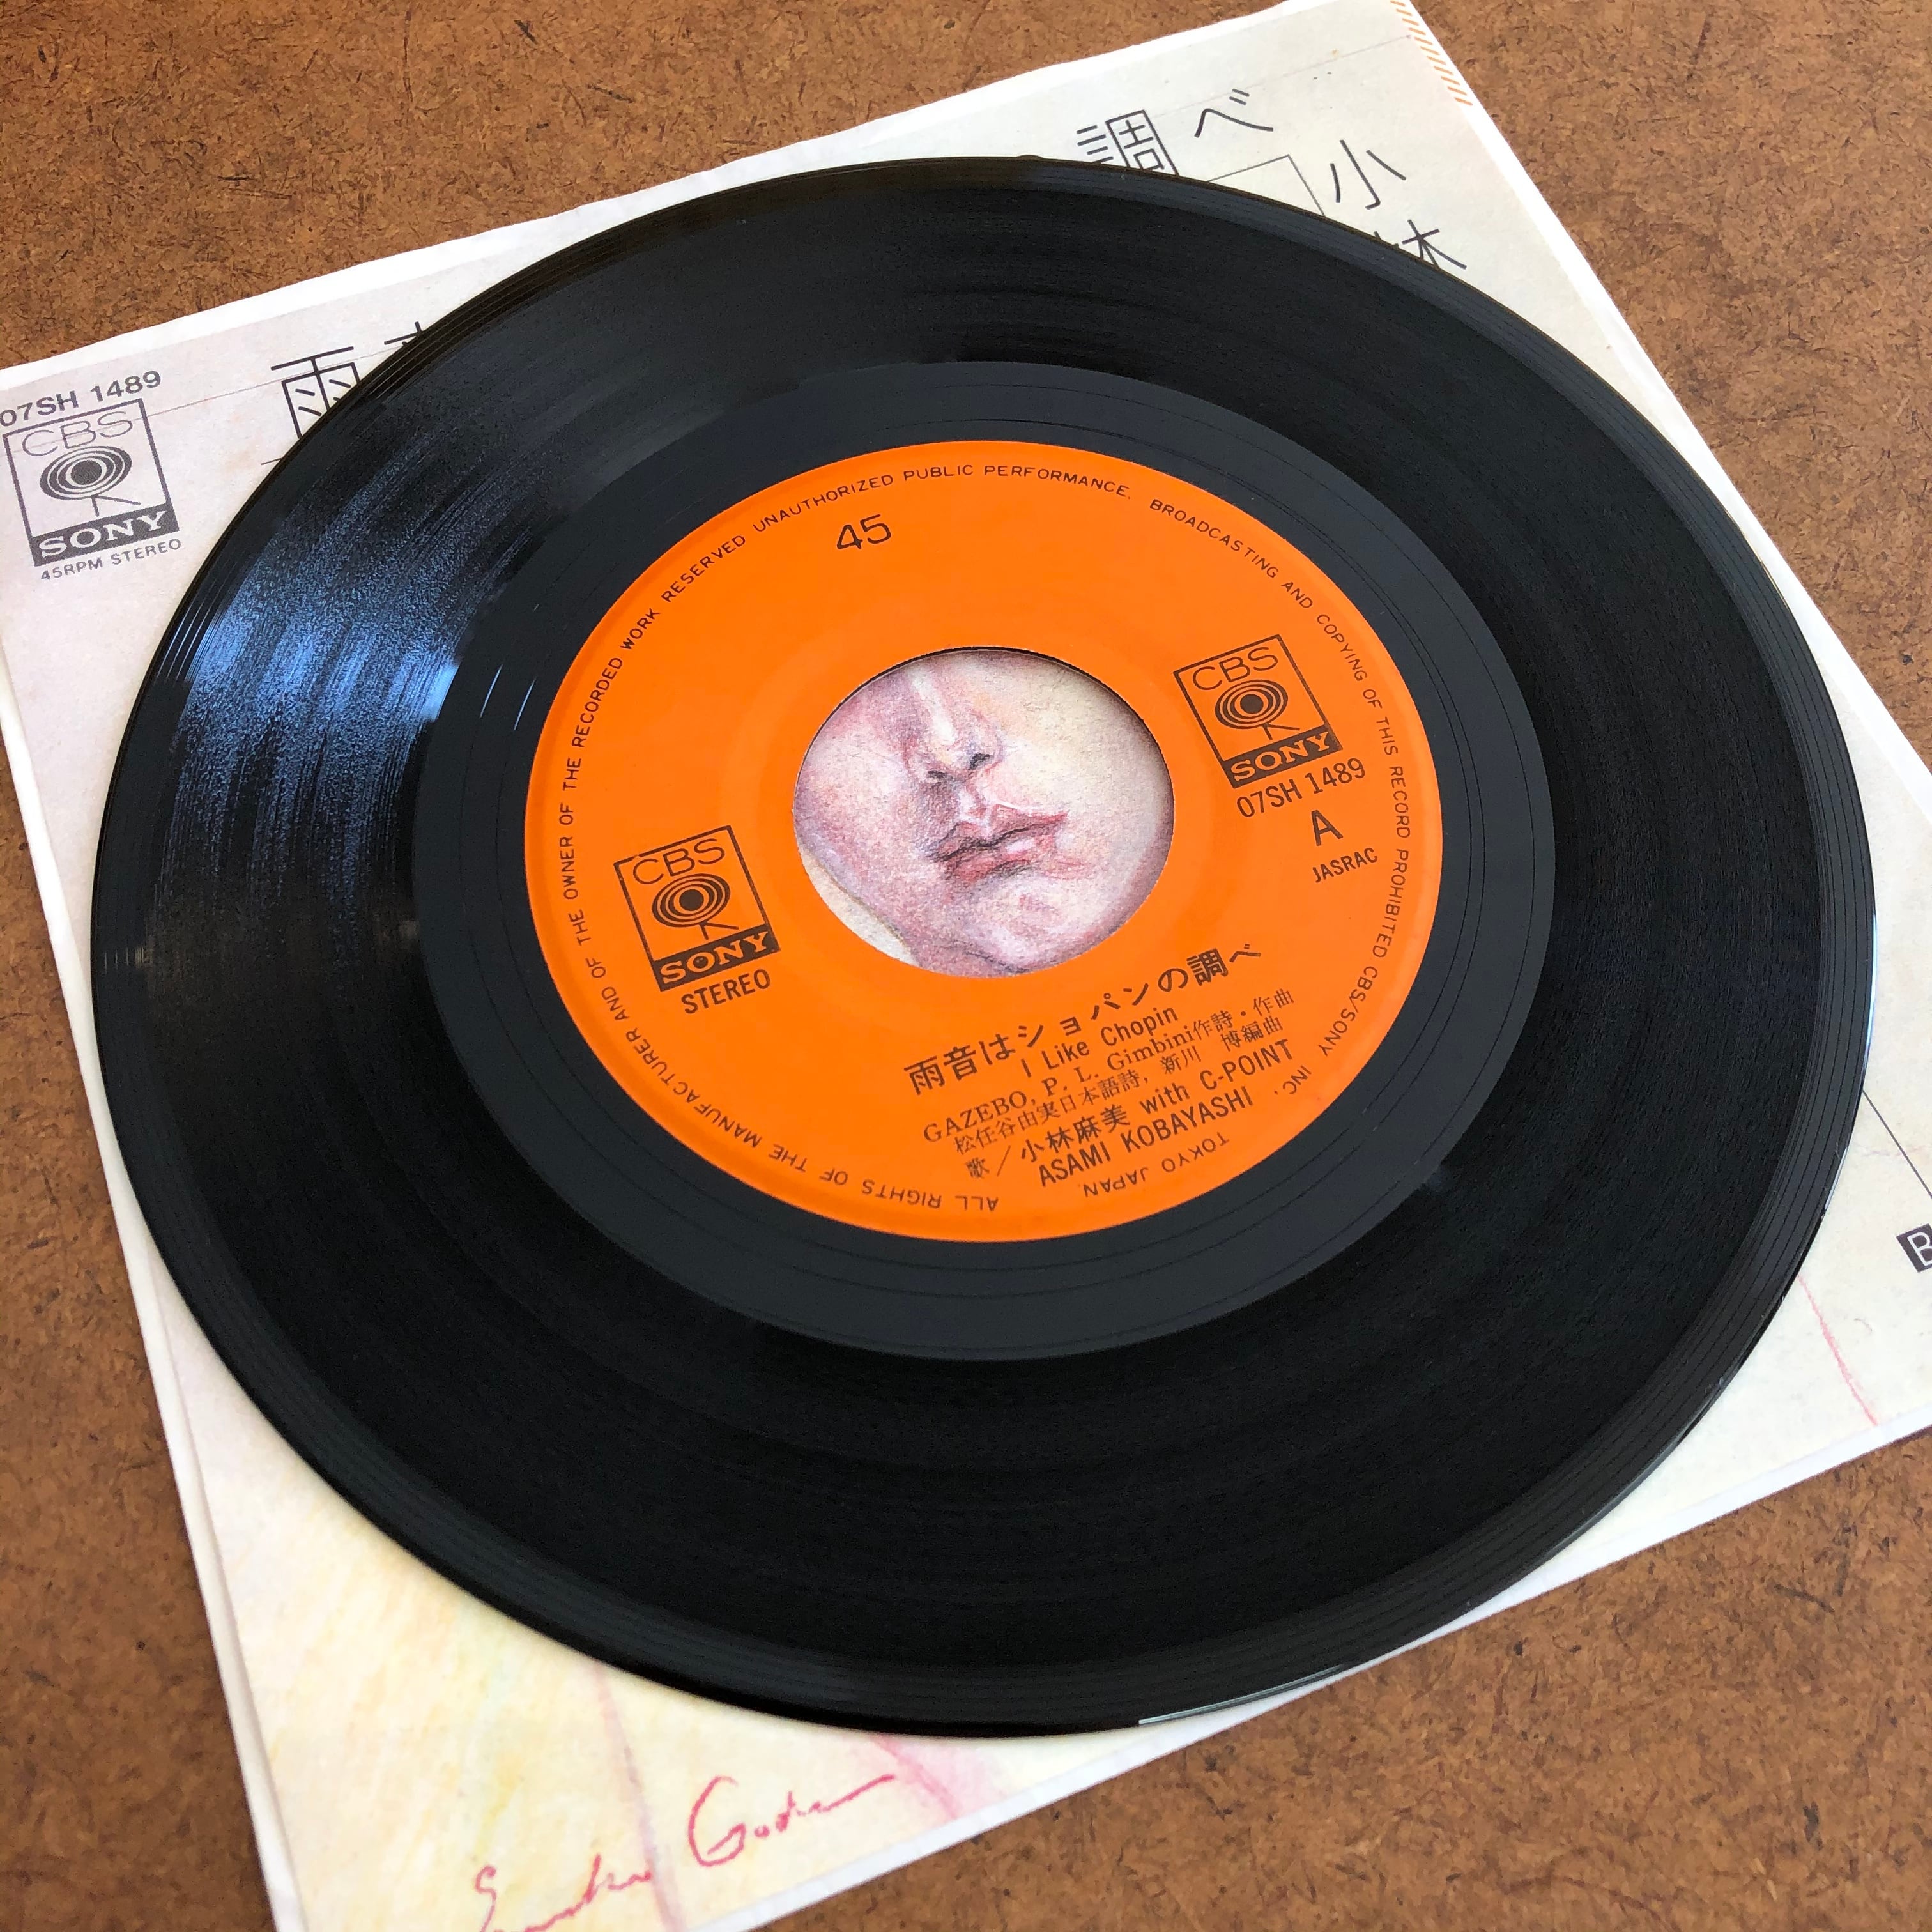 調べ
小
林
雨
07SH 1489
CBS
SONY
45RPM STEREO
45
CBS
SONY
07SH 1489
A
JASRAC
CBS
SONY
STEREO
雨音はショパンの調べ
I Like Chopin
GAZEBO, P. L. Gimbini作詩・作曲
松任谷由実日本語詩, 新川 博編曲
歌／小林麻美 with C-POINT
ASAMI KOBAYASHI
ALL RIGHTS OF THE MANUFACTURER AND OF THE OWNER OF THE RECORDED WORK RESERVED UNAUTHORIZED PUBLIC PERFORMANCE. BROADCASTING AND COPYING OF THIS RECORD PROHIBITED CBS/SONY INC. TOKYO JAPAN
B